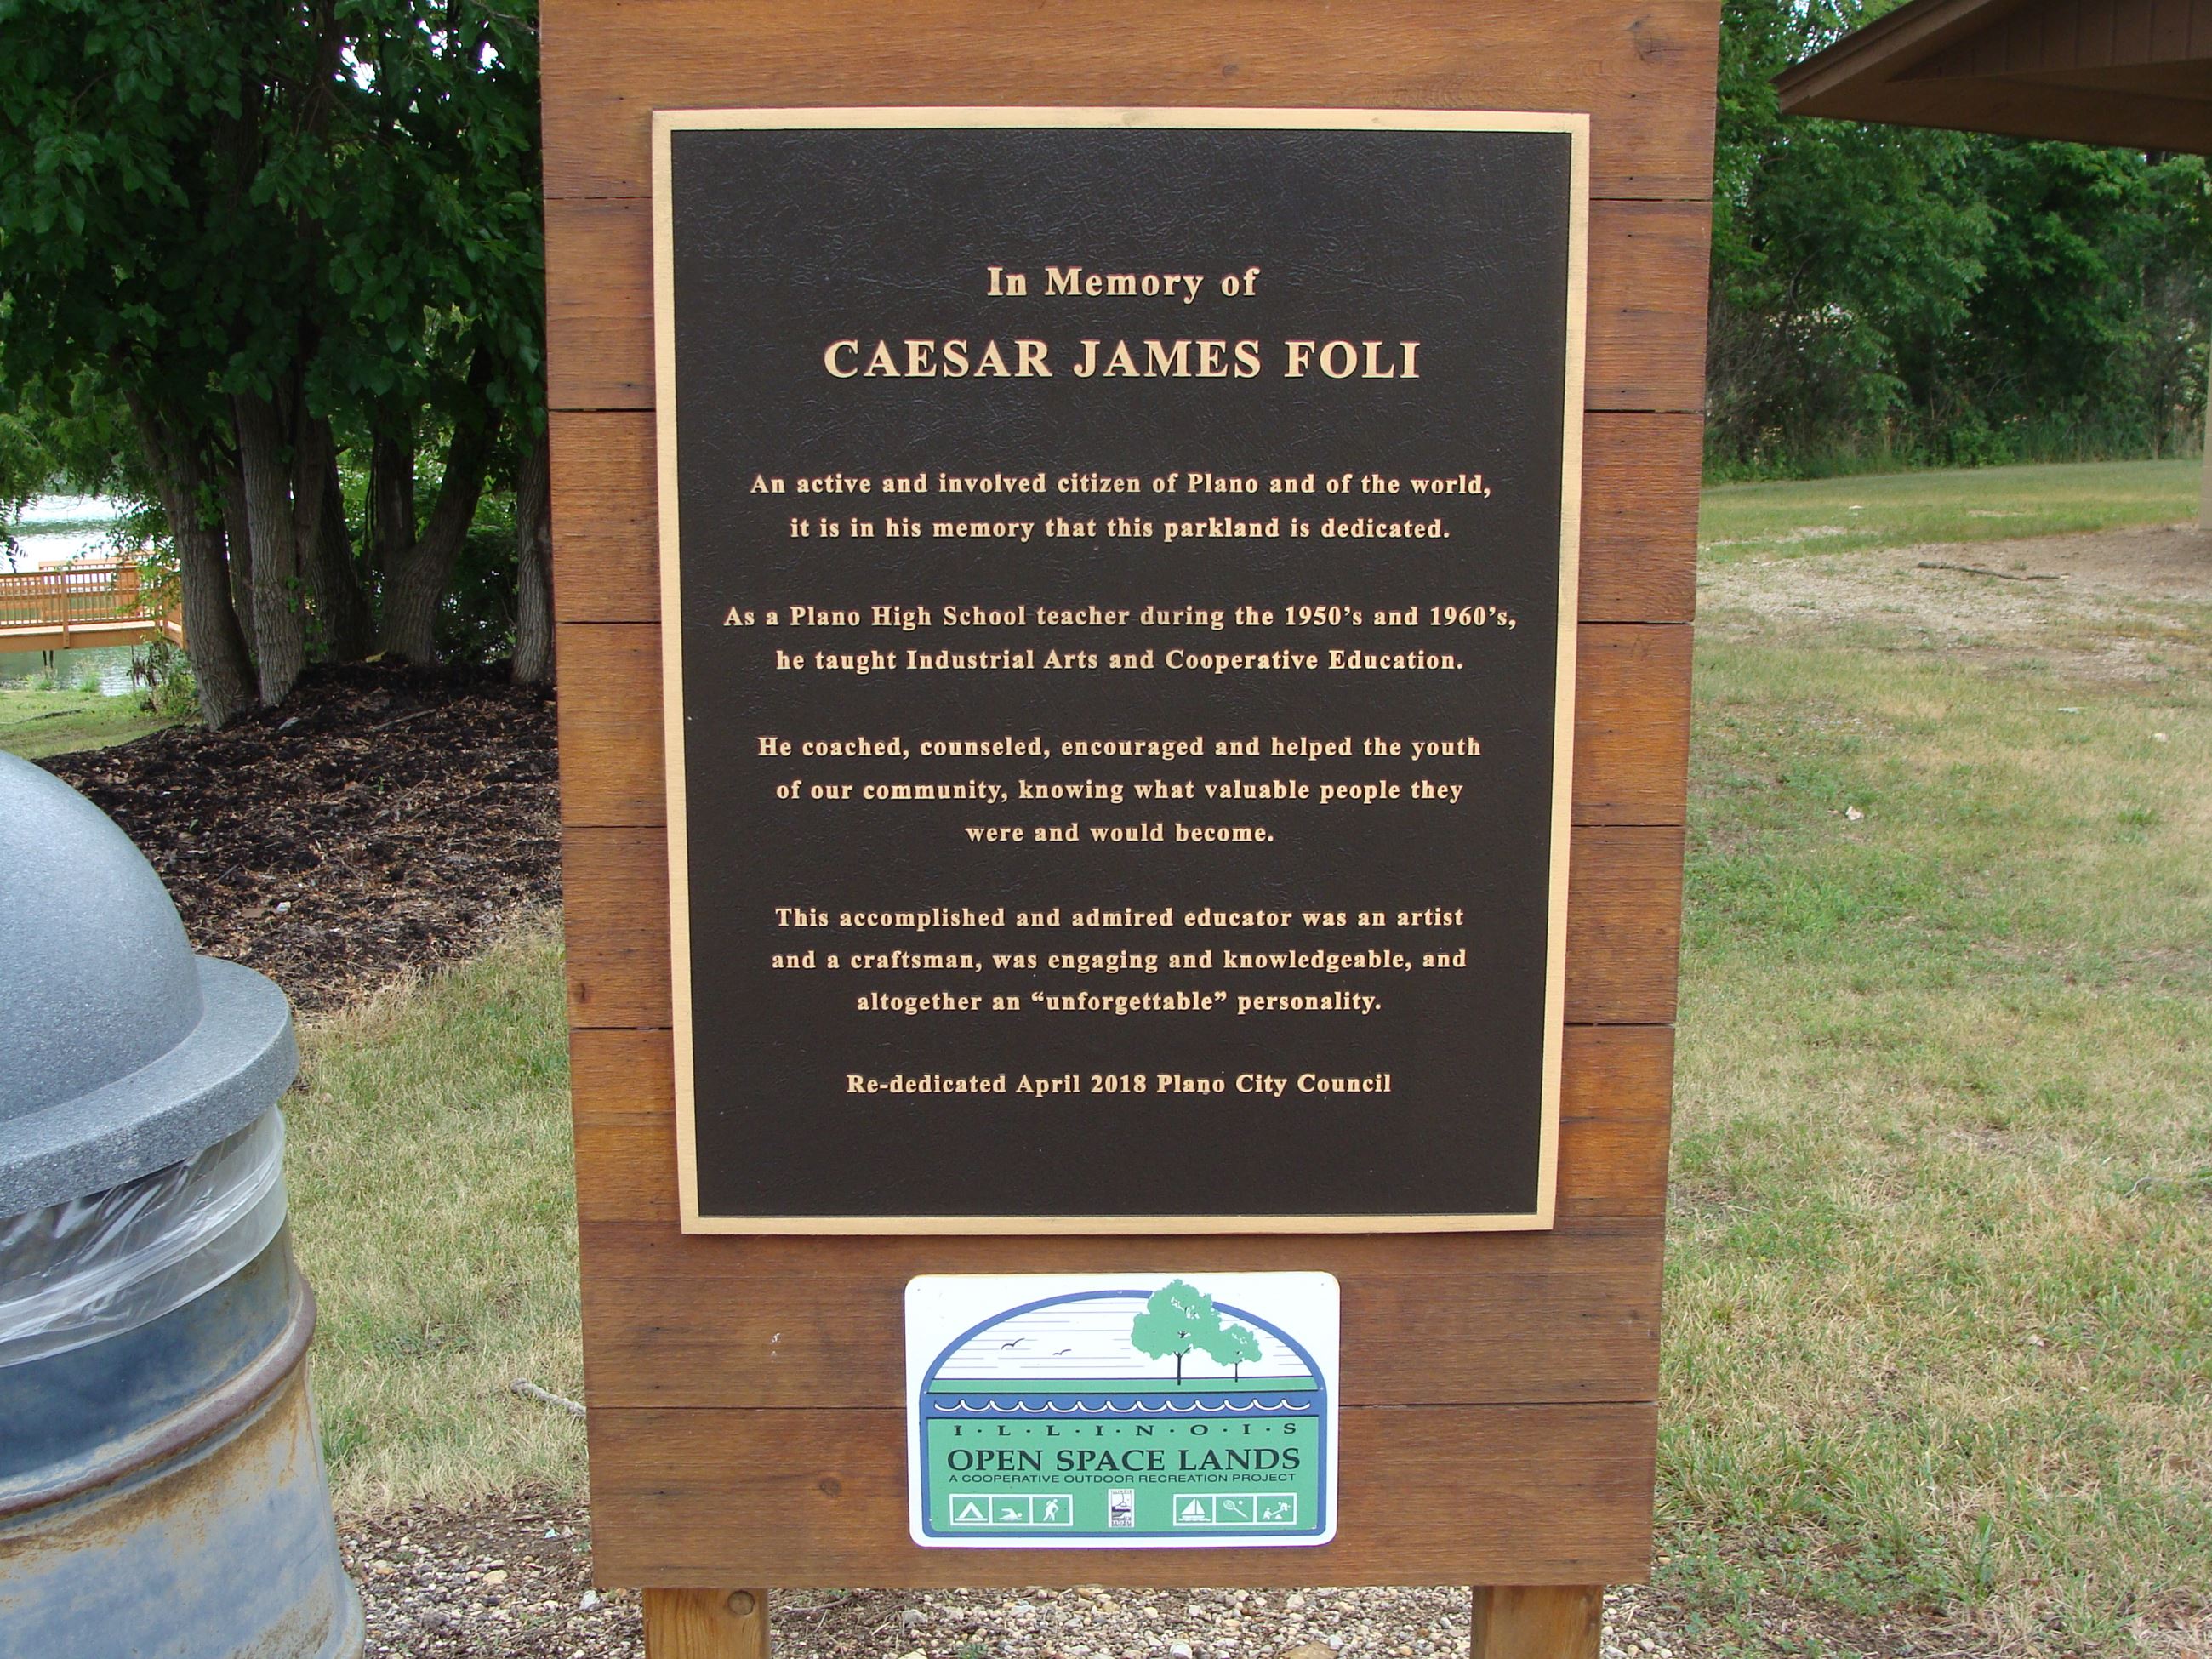 In Memory of
CAESAR JAMES FOLI
An active and involved citizen of Plano and of the world,
it is in his memory that this parkland is dedicated.
As a Plano High School teacher during the 1950’s and 1960’s,
he taught Industrial Arts and Cooperative Education.
He coached, counseled, encouraged and helped the youth
of our community, knowing what valuable people they
were and would become.
This accomplished and admired educator was an artist
and a craftsman, was engaging and knowledgeable, and
altogether an “unforgettable” personality.
Re-dedicated April 2018 Plano City Council
I·L·L·I·N·O·I·S
OPEN SPACE LANDS
A COOPERATIVE OUTDOOR RECREATION PROJECT